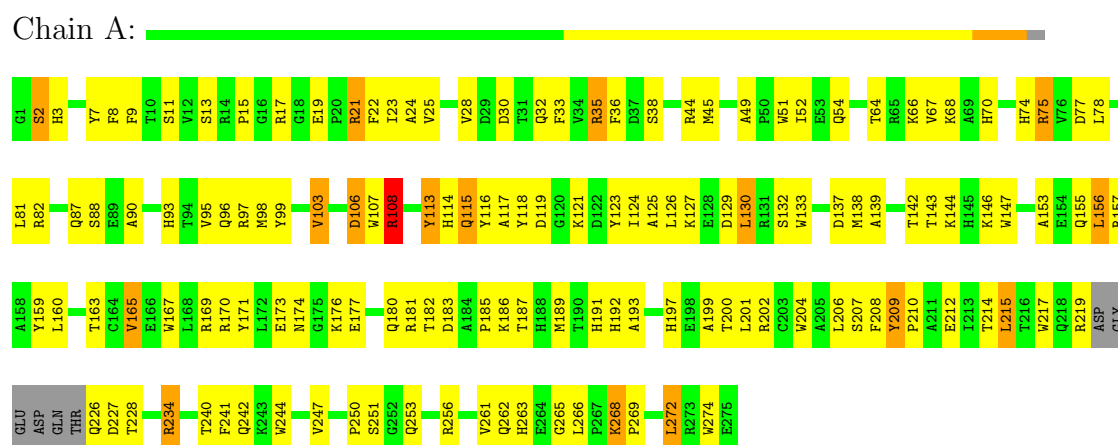 Chain A:
G1 S2 H3 Y7 F8 F9 T10 S11 V12 S13 R14 P15 G16 R17 G18 E19 P20 R21 F22 I23 A24 V25 V28 D29 D30 T31 Q32 F33 V34 R35 F36 D37 S38 R44 M45 A49 P50 W51 I52 E53 Q54 T64 R65 K66 V67 K68 A69 H70 H74 R75 V76 D77 L78
L81 R82 Q87 S88 E89 A90 H93 T94 V95 Q96 R97 M98 Y99 V103 D106 W107 R108 Y113 H114 Q115 Y116 A117 Y118 D119 G120 K121 D122 Y123 I124 A125 L126 K127 E128 D129 L130 R131 S132 W133 D137 M138 A139 T142 T143 K144 H145 K146 W147 A153 E154 Q155 L156 R157
A158 Y159 L160 T163 C164 V165 E166 W167 L168 R169 R170 Y171 L172 E173 N174 G175 K176 E177 Q180 R181 T182 D183 A184 P185 K186 T187 H188 M189 T190 H191 H192 A193 H197 E198 A199 T200 L201 R202 C203 W204 A205 L206 S207 F208 Y209 P210 A211 E212 I213 T214 L215 T216 W217 Q218 R219 ASP GLY
GLU ASP GLN THR Q226 D227 T228 R234 T240 F241 Q242 K243 W244 V247 P250 S251 G252 Q253 R256 V261 Q262 H263 E264 G265 L266 P267 K268 P269 L272 R273 W274 E275